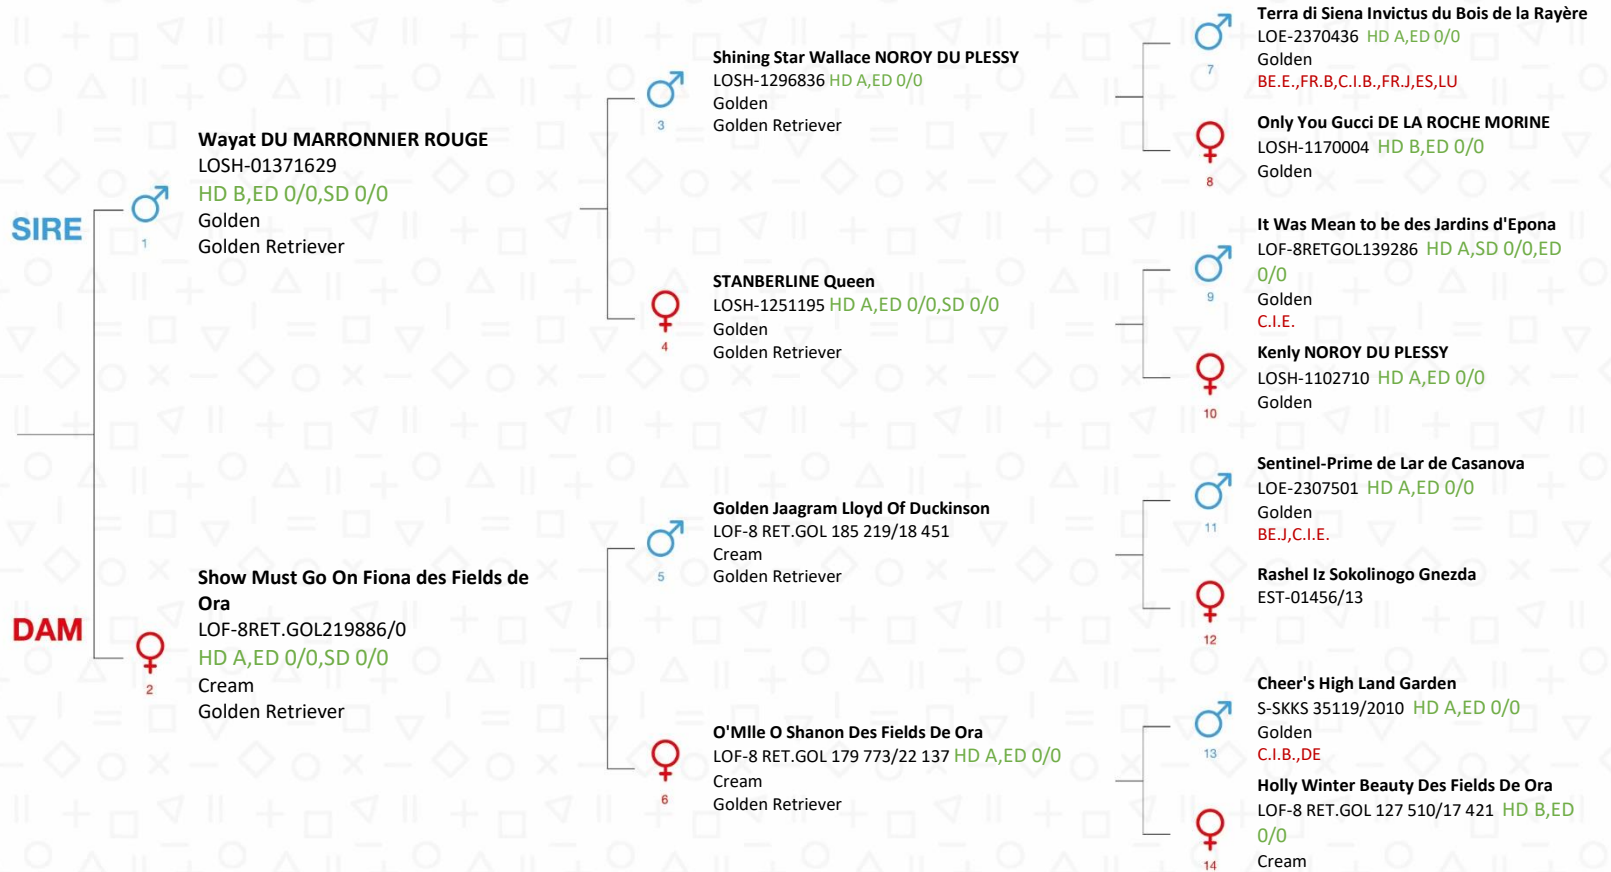 SIRE
1
Wayat DU MARRONNIER ROUGE
LOSH-01371629
HD B,ED 0/0,SD 0/0
Golden
Golden Retriever
DAM
2
Show Must Go On Fiona des Fields de
Ora
LOF-8RET.GOL219886/0
HD A,ED 0/0,SD 0/0
Cream
Golden Retriever
3
Shining Star Wallace NOROY DU PLESSY
LOSH-1296836 HD A,ED 0/0
Golden
Golden Retriever
4
STANBERLINE Queen
LOSH-1251195 HD A,ED 0/0,SD 0/0
Golden
Golden Retriever
5
Golden Jaagram Lloyd Of Duckinson
LOF-8 RET.GOL 185 219/18 451
Cream
Golden Retriever
6
O'Mlle O Shanon Des Fields De Ora
LOF-8 RET.GOL 179 773/22 137 HD A,ED 0/0
Cream
Golden Retriever
7
Terra di Siena Invictus du Bois de la Rayère
LOE-2370436 HD A,ED 0/0
Golden
BE.E.,FR.B,C.I.B.,FR.J,ES,LU
8
Only You Gucci DE LA ROCHE MORINE
LOSH-1170004 HD B,ED 0/0
Golden
9
It Was Mean to be des Jardins d'Epona
LOF-8RETGOL139286 HD A,SD 0/0,ED
0/0
Golden
C.I.E.
10
Kenly NOROY DU PLESSY
LOSH-1102710 HD A,ED 0/0
Golden
11
Sentinel-Prime de Lar de Casanova
LOE-2307501 HD A,ED 0/0
Golden
BE.J,C.I.E.
12
Rashel Iz Sokolinogo Gnezda
EST-01456/13
13
Cheer's High Land Garden
S-SKKS 35119/2010 HD A,ED 0/0
Golden
C.I.B.,DE
14
Holly Winter Beauty Des Fields De Ora
LOF-8 RET.GOL 127 510/17 421 HD B,ED
0/0
Cream